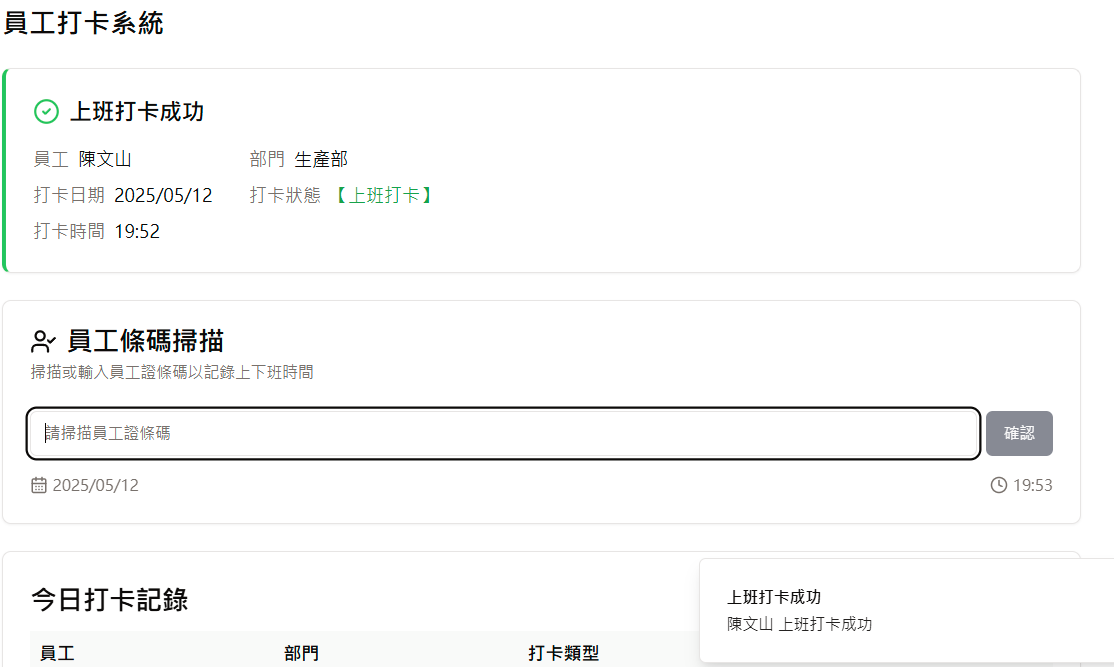 員工打卡系統
上班打卡成功
員工 陳文山 部門 生產部
打卡日期 2025/05/12 打卡狀態 【上班打卡】
打卡時間 19:52
員工條碼掃描
掃描或輸入員工證條碼以記錄上下班時間
請掃描員工證條碼 確認
2025/05/12 19:53
今日打卡記錄
員工 部門 打卡類型
上班打卡成功
陳文山 上班打卡成功